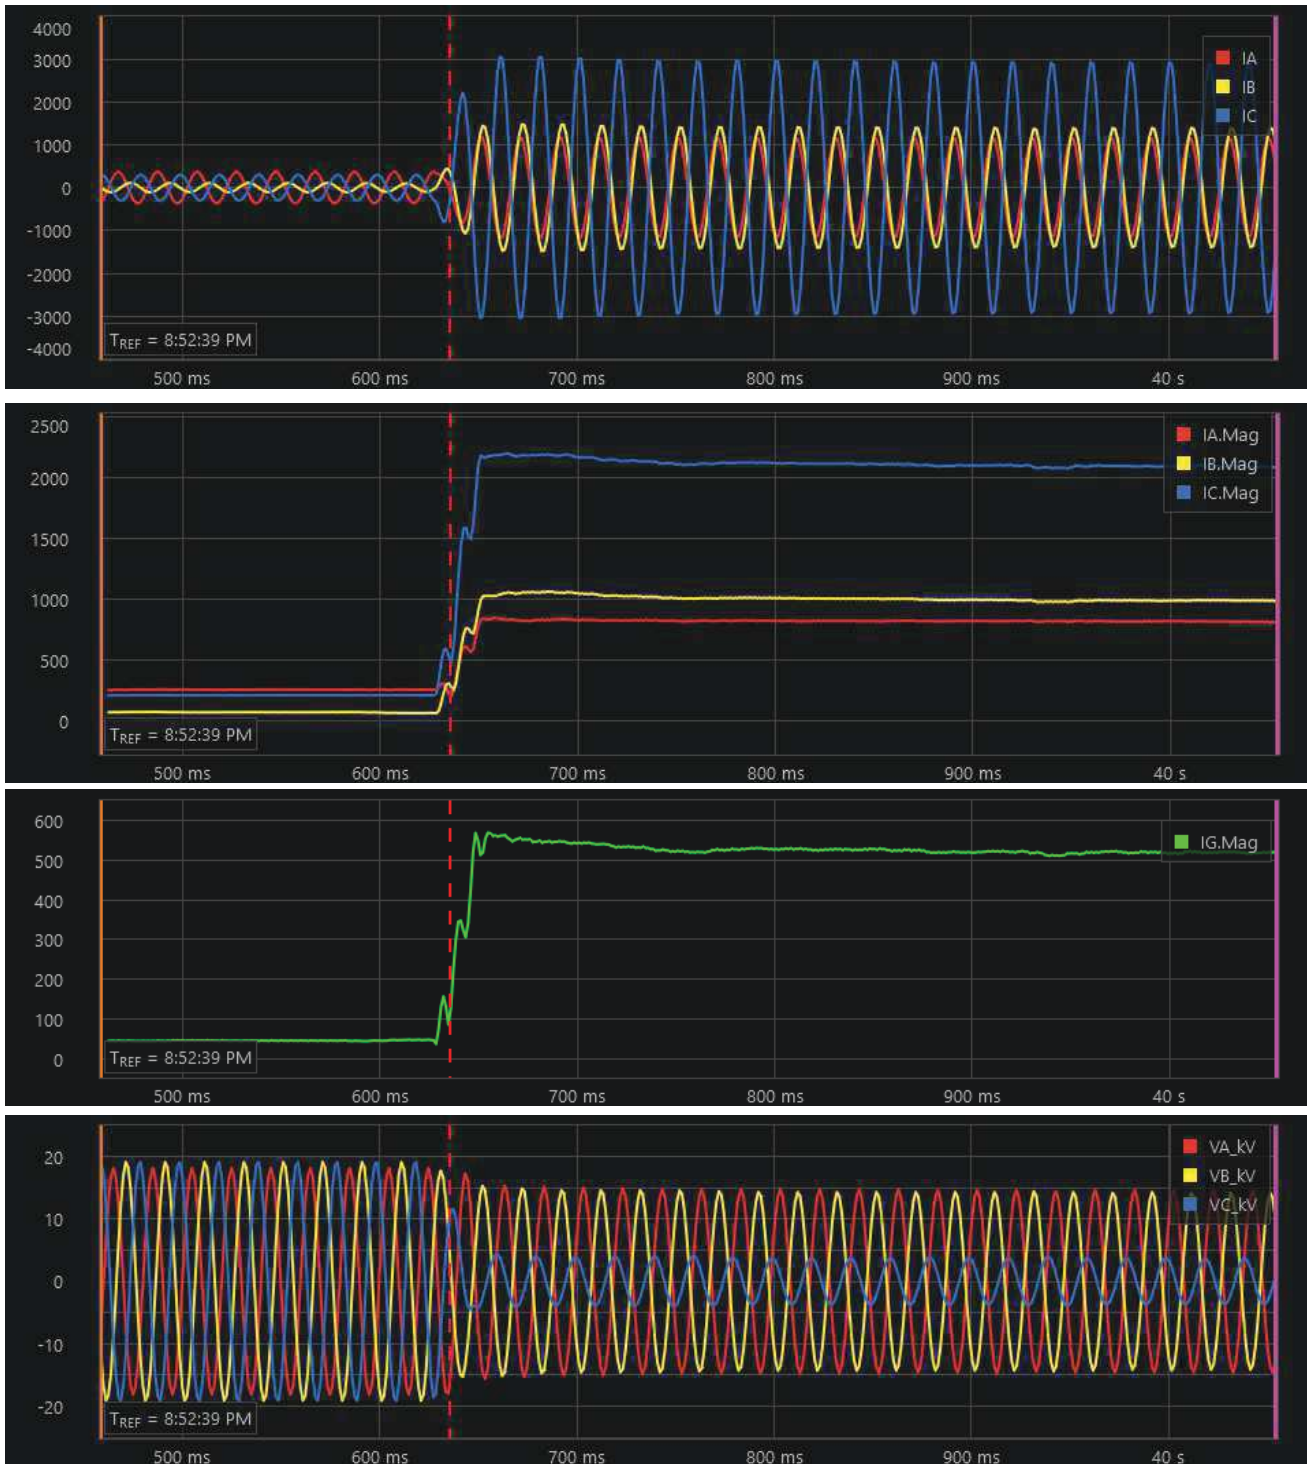 4000
3000
2000
1000
0
-1000
-2000
-3000
-4000
IA
IB
IC
TREF = 8:52:39 PM
500 ms
600 ms
700 ms
800 ms
900 ms
40 s
2500
2000
1500
1000
500
0
IA.Mag
IB.Mag
IC.Mag
TREF = 8:52:39 PM
500 ms
600 ms
700 ms
800 ms
900 ms
40 s
600
500
400
300
200
100
0
IG.Mag
TREF = 8:52:39 PM
500 ms
600 ms
700 ms
800 ms
900 ms
40 s
20
10
0
-10
-20
VA_kV
VB_kV
VC_kV
TREF = 8:52:39 PM
500 ms
600 ms
700 ms
800 ms
900 ms
40 s